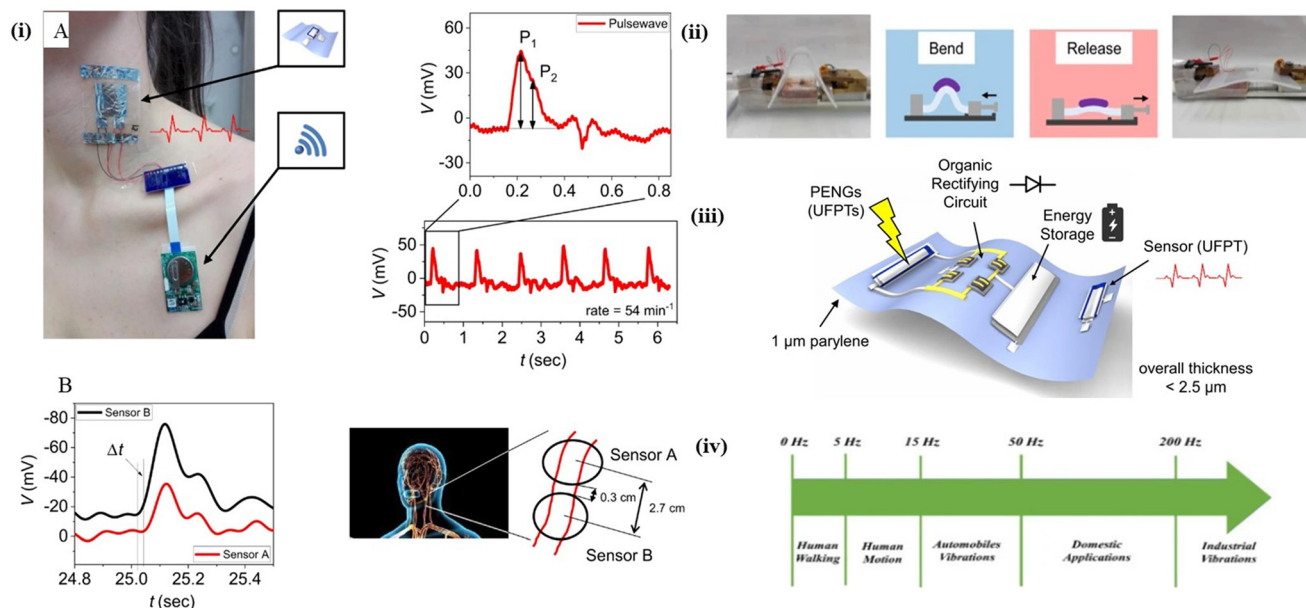 (i)
A
Pulsewave
P1
P2
V (mV)
60
30
0
-30
0.0 0.2 0.4 0.6 0.8
V (mV)
50
0
-50
rate = 54 min⁻¹
0 1 2 3 4 5 6
t (sec)
(ii)
Bend
Release
(iii)
PENGs
(UFPTs)
Organic
Rectifying
Circuit
Energy
Storage
Sensor (UFPT)
1 µm parylene
overall thickness
< 2.5 µm
B
Sensor B
Δt
V (mV)
-80
-60
-40
-20
0
Sensor A
24.8 25.0 25.2 25.4
t (sec)
Sensor A
0.3 cm
2.7 cm
Sensor B
(iv)
0 Hz 5 Hz 15 Hz 50 Hz 200 Hz
Human
Walking
Human
Motion
Automobiles
Vibrations
Domestic
Applications
Industrial
Vibrations